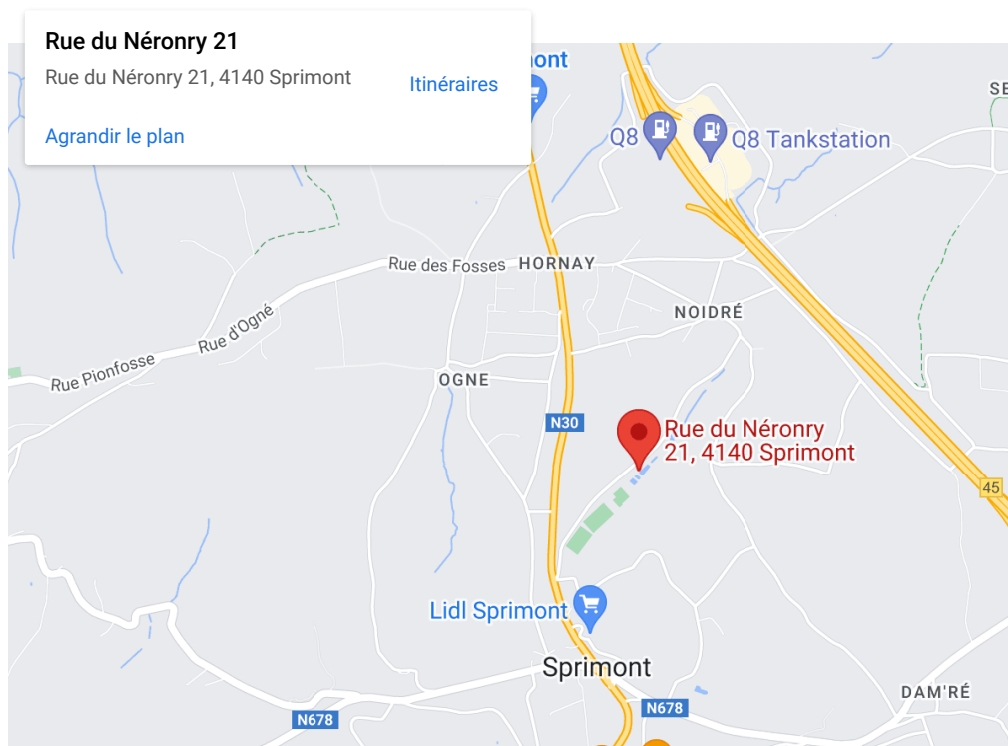 Rue du Néronry 21
Rue du Néronry 21, 4140 Sprimont
Itinéraires
Agrandir le plan
Q8
Q8 Tankstation
Rue des Fosses
HORNAY
NOIDRÉ
Rue d'Ogné
Rue Pionfosse
OGNE
N30
Rue du Néronry
21, 4140 Sprimont
45
Lidl Sprimont
Sprimont
DAM'RÉ
N678
N678